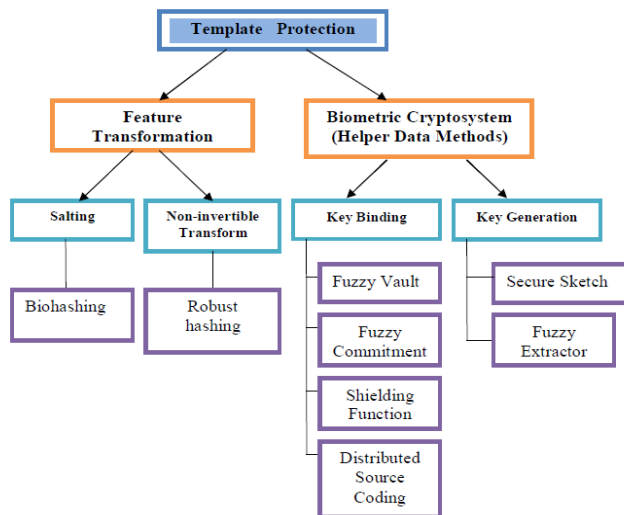 Template Protection
Feature
Transformation
Biometric Cryptosystem
(Helper Data Methods)
Salting
Non-invertible
Transform
Key Binding
Key Generation
Biohashing
Robust
hashing
Fuzzy Vault
Fuzzy
Commitment
Shielding
Function
Distributed
Source
Coding
Secure Sketch
Fuzzy
Extractor